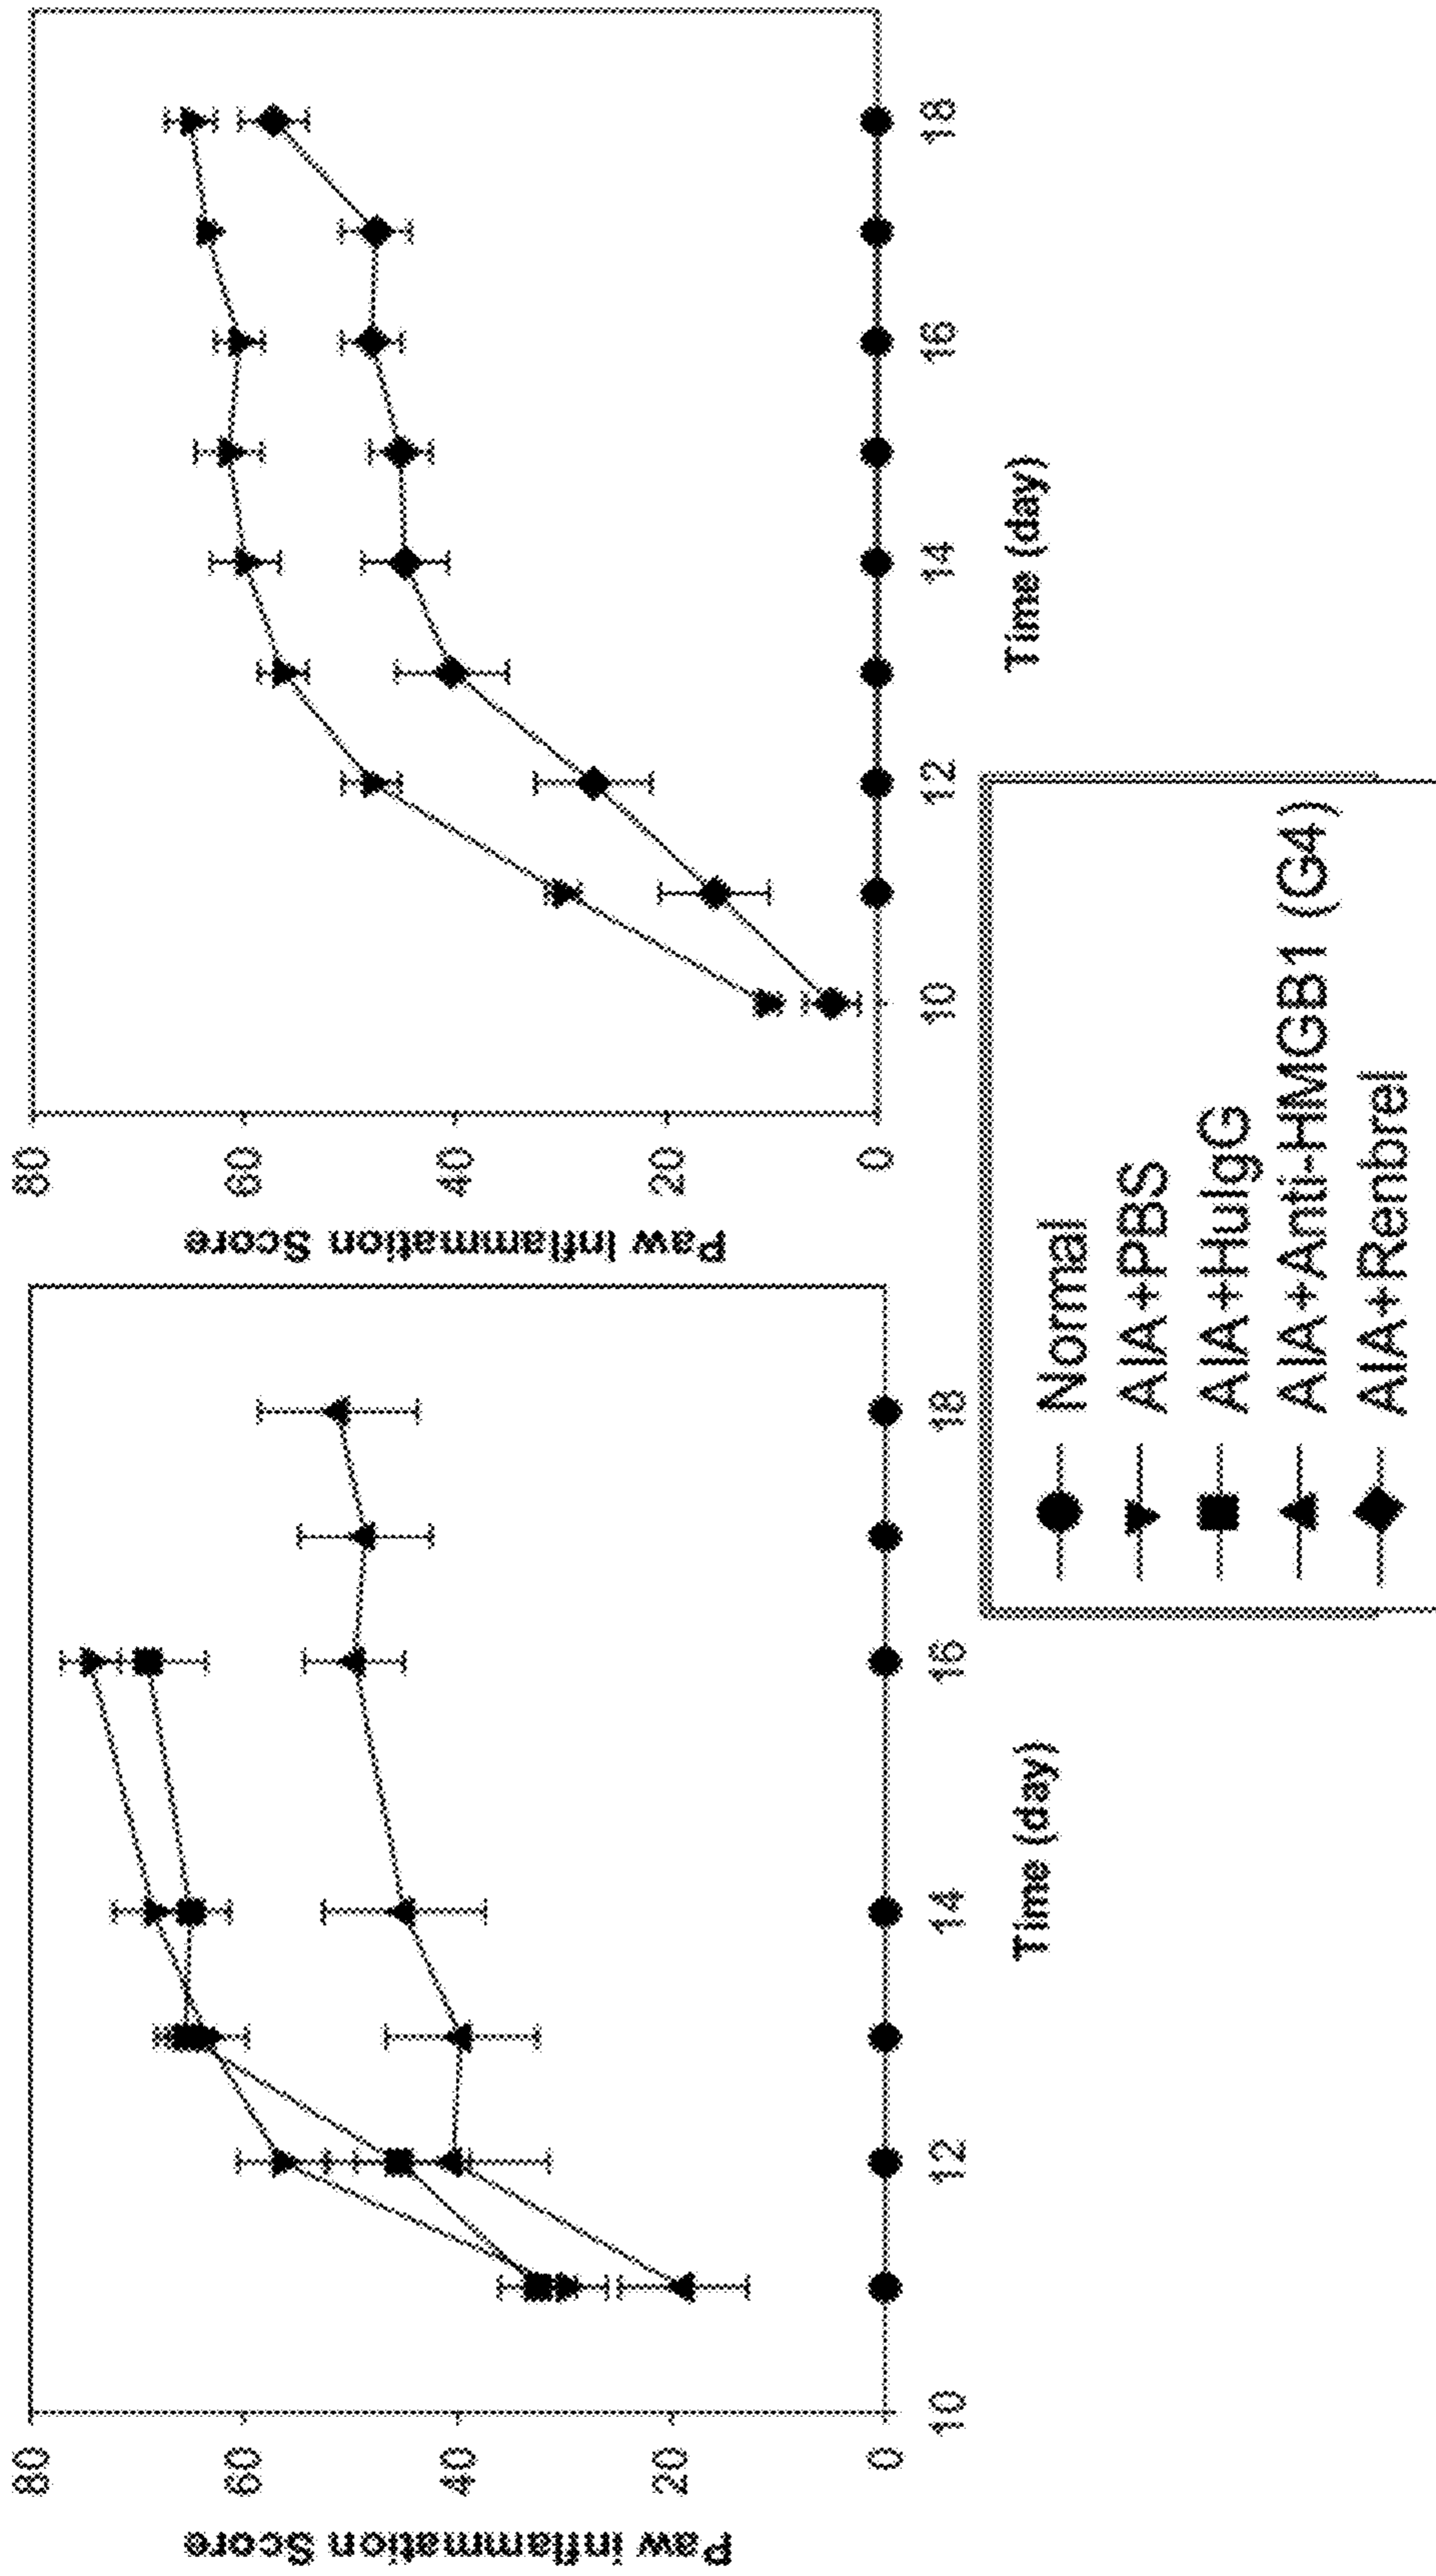 Paw inflammation Score
80
60
40
20
0
10 12 14 16 18
Time (day)
Paw inflammation Score
80
60
40
20
0
10 12 14 16 18
Time (day)
Normal
AIA+PBS
AIA+HuIgG
AIA+Anti-HMGB1 (G4)
AIA+Renbrel